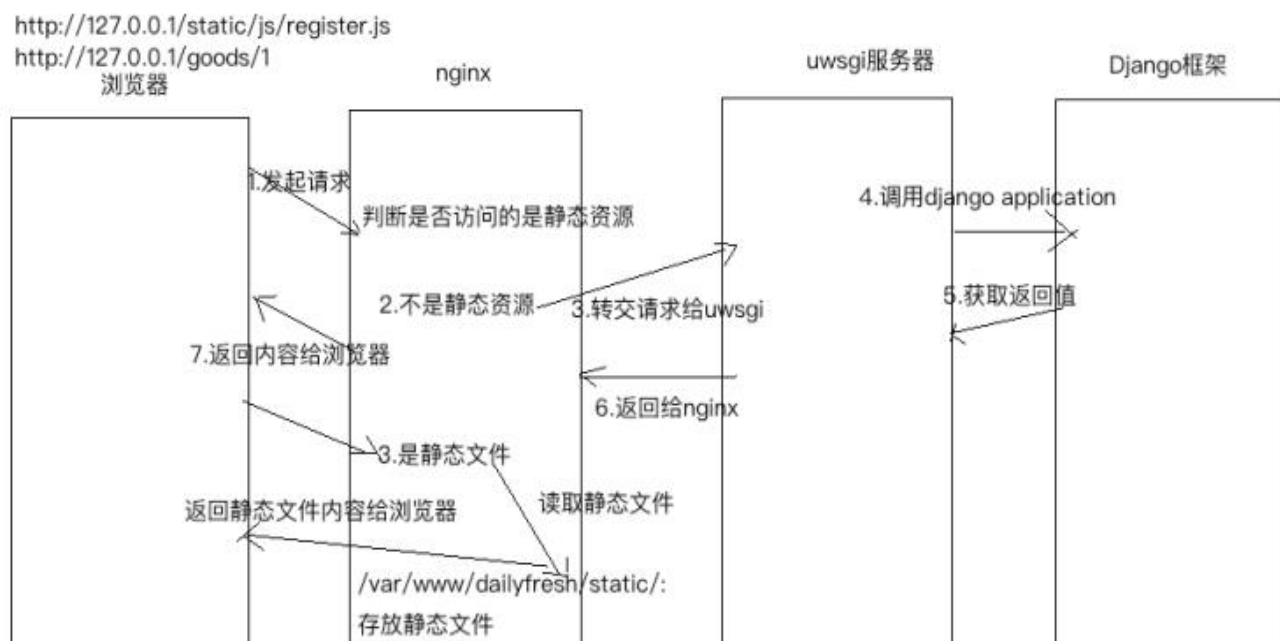 http://127.0.0.1/static/js/register.js
http://127.0.0.1/goods/1
浏览器
nginx
uwsgi服务器
Django框架
1.发起请求
判断是否访问的是静态资源
4.调用django application
2.不是静态资源
3.转交请求给uwsgi
5.获取返回值
7.返回内容给浏览器
6.返回给nginx
3.是静态文件
读取静态文件
返回静态文件内容给浏览器
/var/www/dailyfresh/static/:
存放静态文件